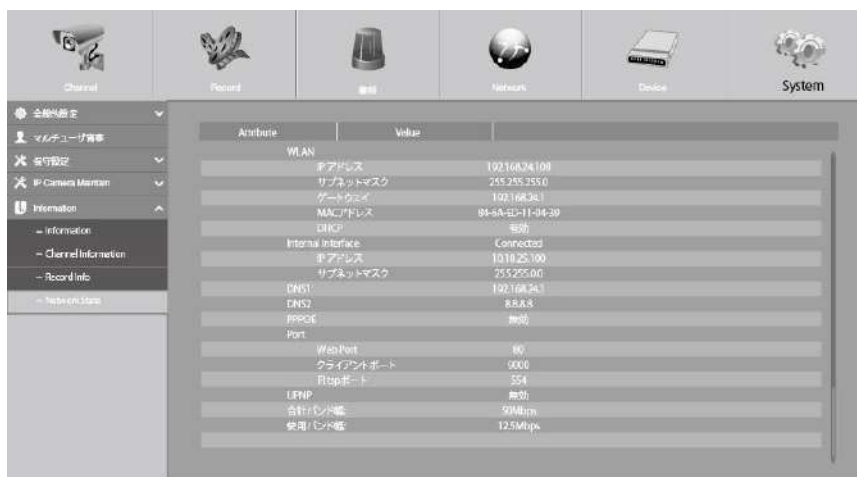 Channel
Record
Network
Device
System
マルチユーザ管事
保守設定
IP Camera Maintain
Information
Information
Channel Information
Record Info
Network State
Attribute Value
WLAN
IPアドレス 192.168.24.108
サブネットマスク 255.255.255.0
ゲートウェイ 192.168.24.1
MACアドレス 84-6A-ED-11-04-39
DHCP 有効
Internal Interface Connected
IPアドレス 10.10.25.100
サブネットマスク 255.255.0.0
DNS1 192.168.24.1
DNS2 8.8.8.8
PPPOE 無効
Port
Web Port 80
クライアントポート 9000
Rtspポート 554
UPNP 無効
合計バンド幅: 50Mbps
使用バンド幅: 12.5Mbps